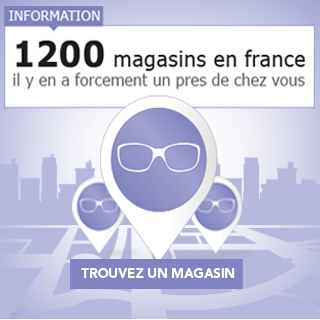 INFORMATION
1200 magasins en france
il y en a forcement un pres de chez vous
TROUVEZ UN MAGASIN